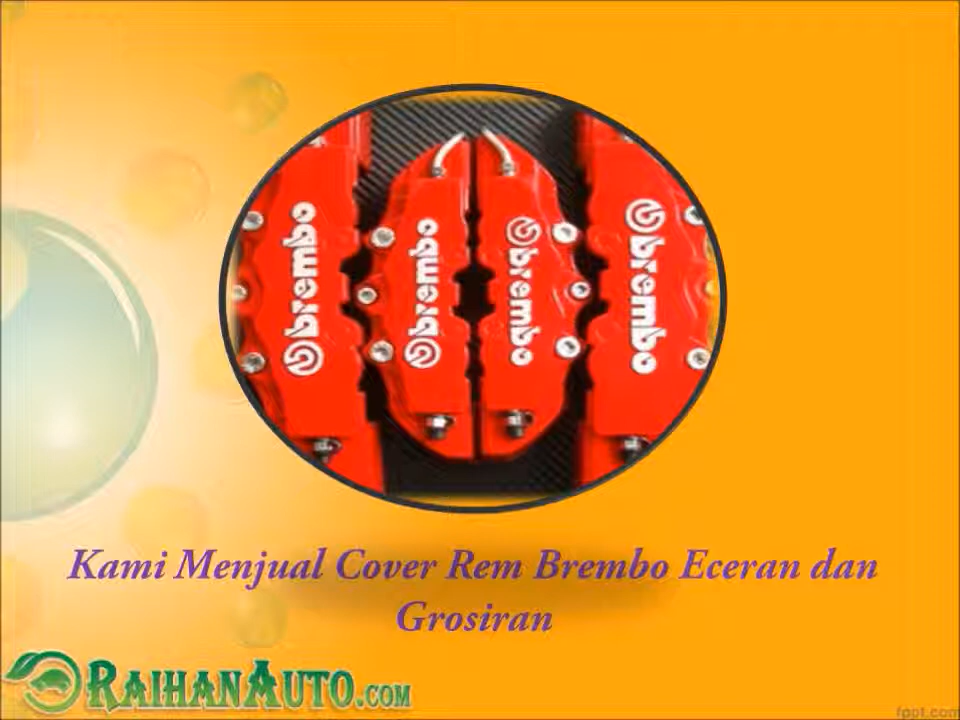 brembo
brembo
brembo
brembo
Kami Menjual Cover Rem Brembo Eceran dan
Grosiran
RAIHANAUTO.COM
fppt.com